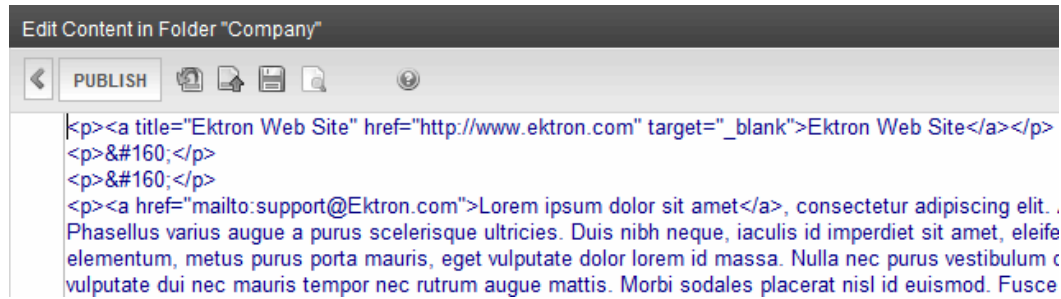 Edit Content in Folder "Company"
PUBLISH
<p><a title="Ektron Web Site" href="http://www.ektron.com" target="_blank">Ektron Web Site</a></p>
<p>&#160;</p>
<p>&#160;</p>
<p><a href="mailto:support@Ektron.com">Lorem ipsum dolor sit amet</a>, consectetur adipiscing elit.
Phasellus varius augue a purus scelerisque ultricies. Duis nibh neque, iaculis id imperdiet sit amet, eleife
elementum, metus purus porta mauris, eget vulputate dolor lorem id massa. Nulla nec purus vestibulum
vulputate dui nec mauris tempor nec rutrum augue mattis. Morbi sodales placerat nisl id euismod. Fusce